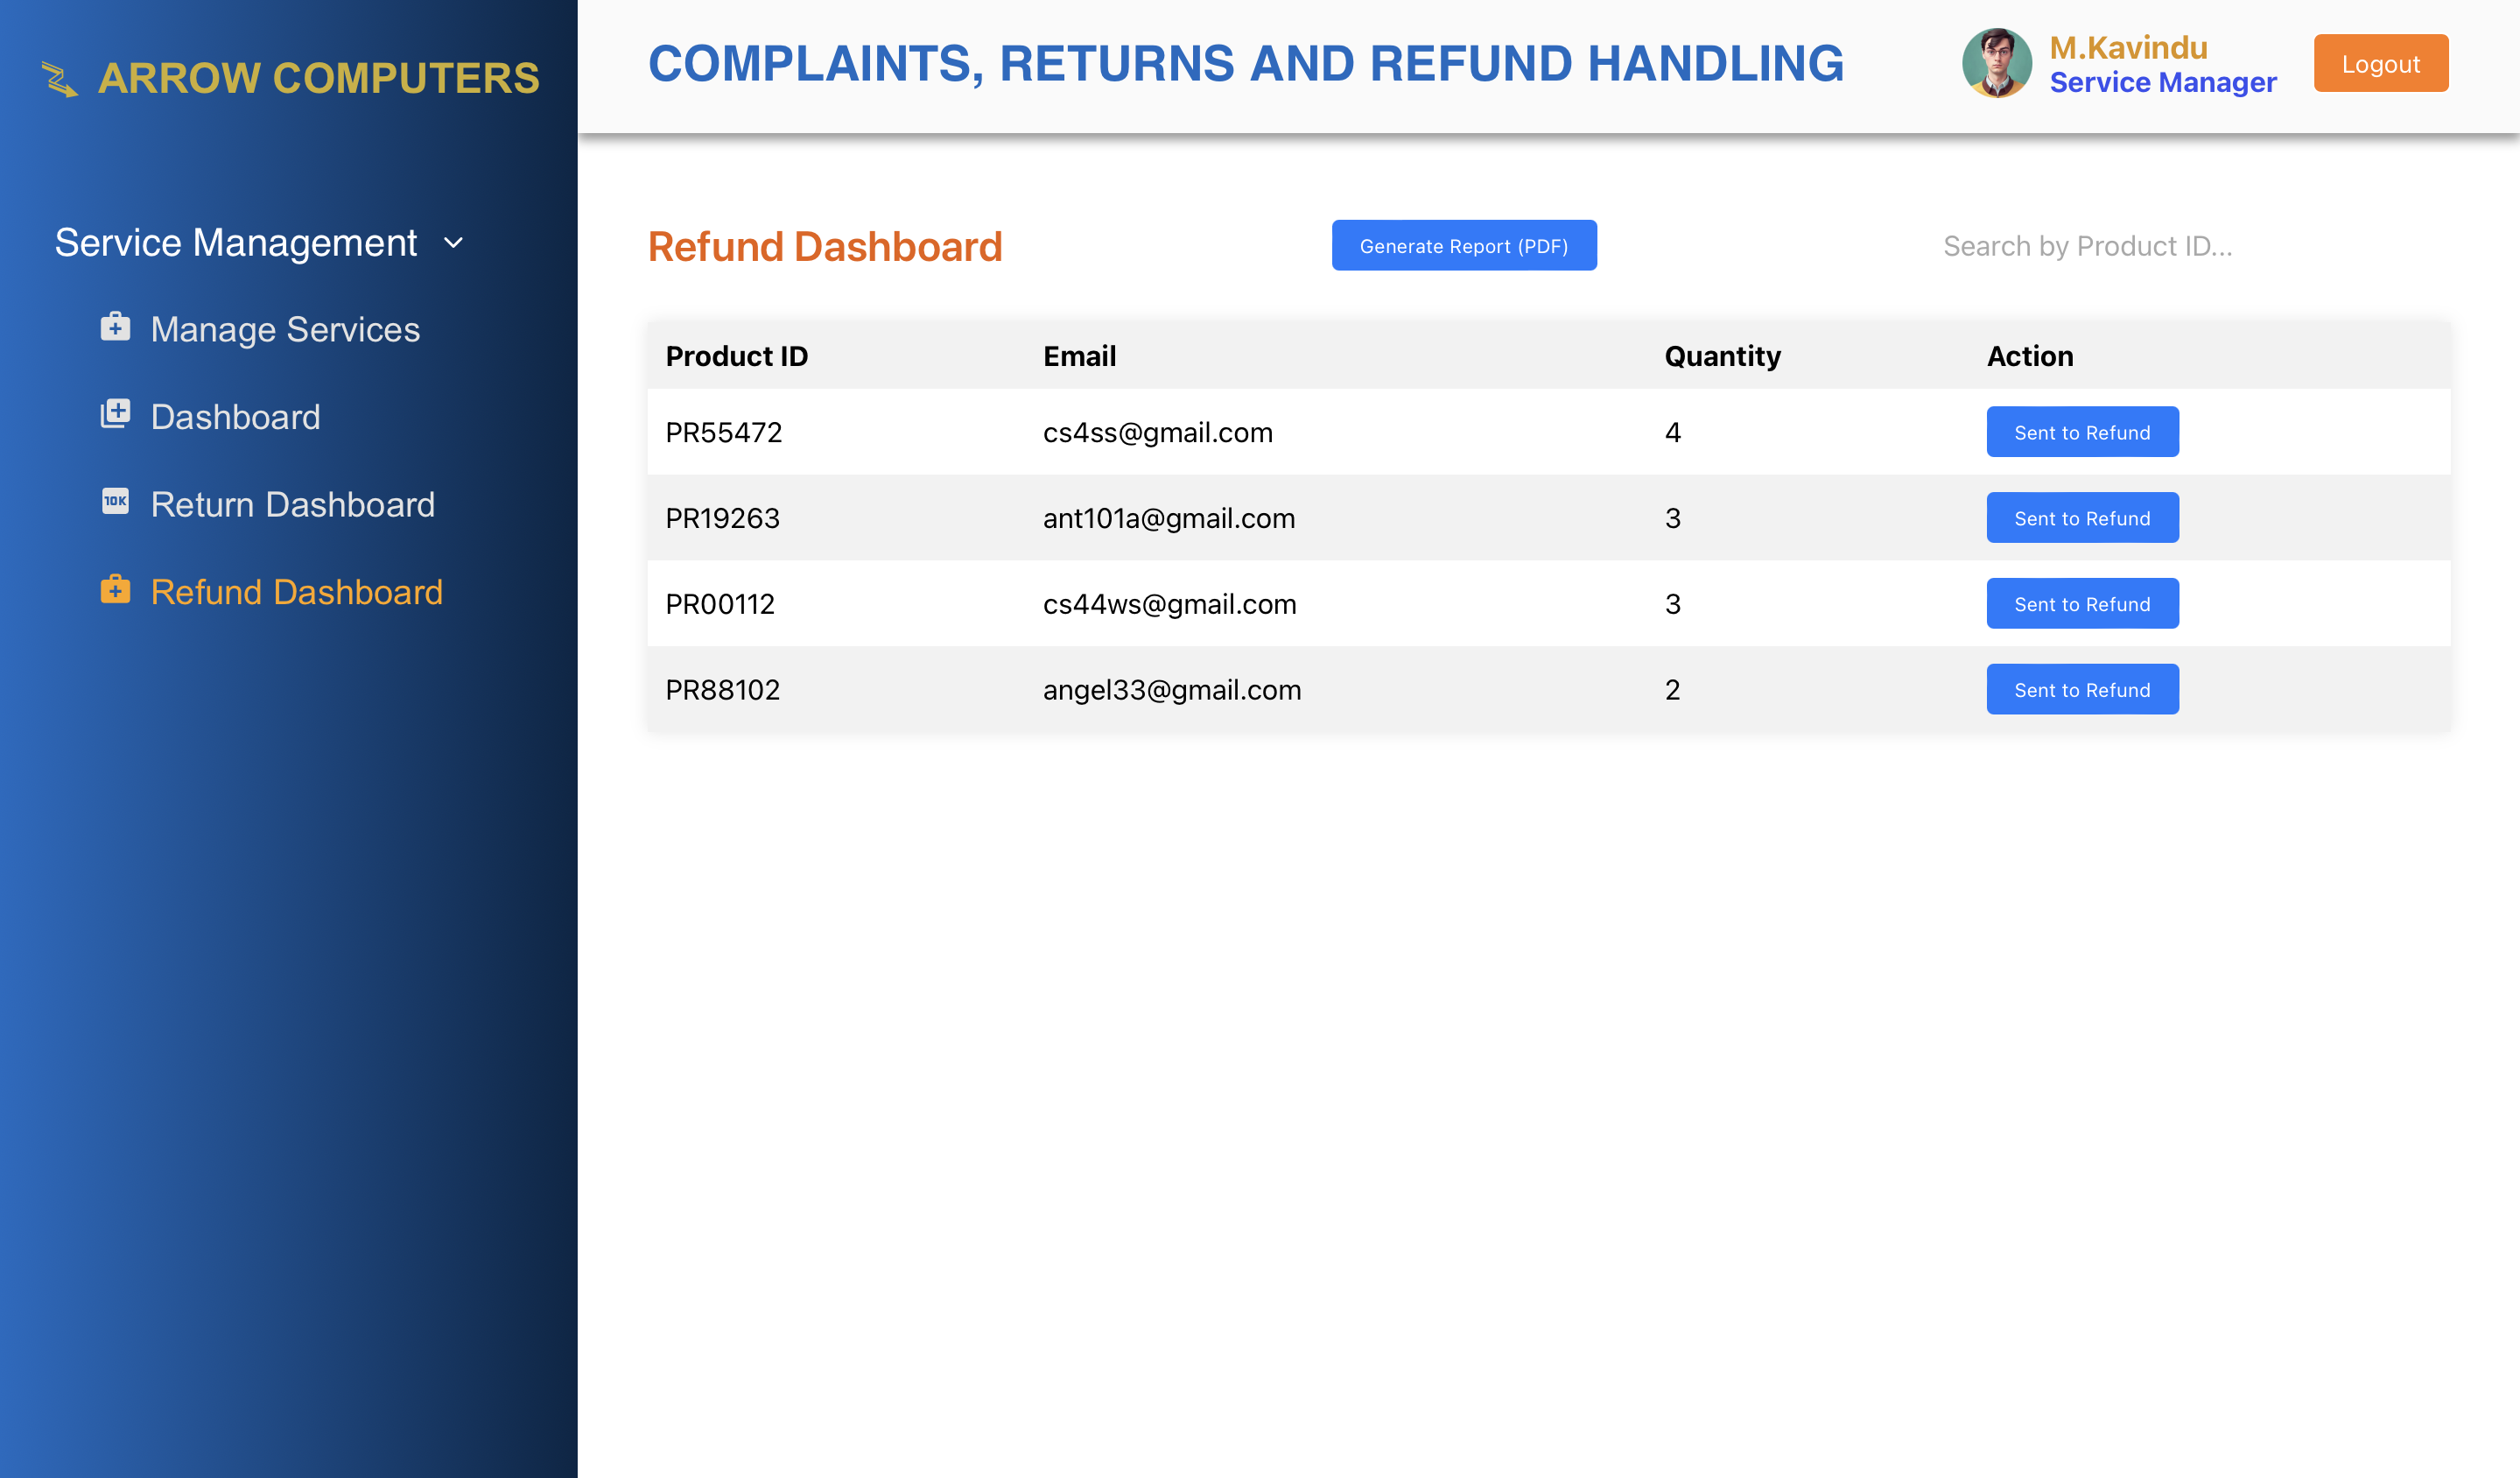 ARROW COMPUTERS
COMPLAINTS, RETURNS AND REFUND HANDLING
M.Kavindu
Service Manager
Logout
Service Management
Manage Services
Dashboard
10K
Return Dashboard
Refund Dashboard
Refund Dashboard
Generate Report (PDF)
Search by Product ID...
Product ID Email Quantity Action
PR55472 cs4ss@gmail.com 4 Sent to Refund
PR19263 ant101a@gmail.com 3 Sent to Refund
PR00112 cs44ws@gmail.com 3 Sent to Refund
PR88102 angel33@gmail.com 2 Sent to Refund